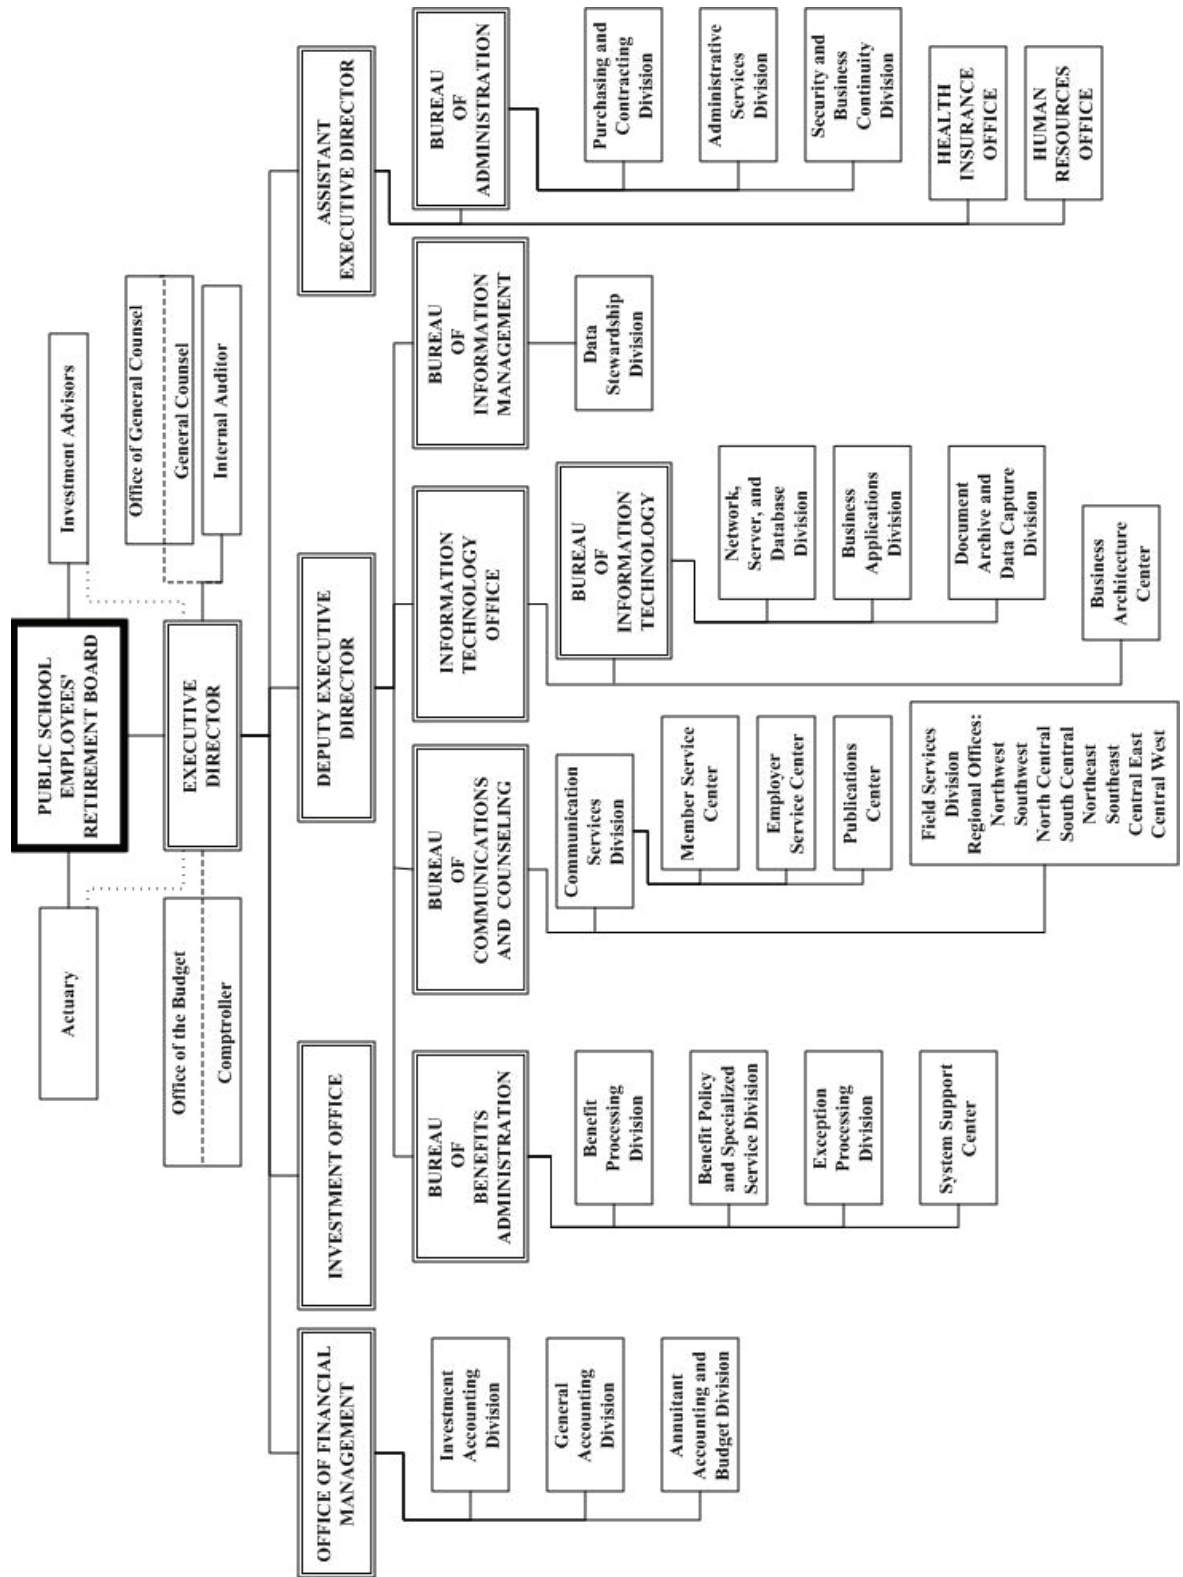 PUBLIC SCHOOL
EMPLOYEES'
RETIREMENT BOARD
Actuary
Investment Advisors
EXECUTIVE
DIRECTOR
Office of the Budget
Comptroller
Office of General Counsel
General Counsel
Internal Auditor
OFFICE OF FINANCIAL
MANAGEMENT
INVESTMENT OFFICE
DEPUTY EXECUTIVE
DIRECTOR
ASSISTANT
EXECUTIVE DIRECTOR
Investment
Accounting
Division
General
Accounting
Division
Annuitant
Accounting and
Budget Division
BUREAU
OF
BENEFITS
ADMINISTRATION
Benefit
Processing
Division
Benefit Policy
and Specialized
Service Division
Exception
Processing
Division
System Support
Center
BUREAU
OF
COMMUNICATIONS
AND COUNSELING
Communication
Services
Division
Member Service
Center
Employer
Service Center
Publications
Center
Field Services
Division
Regional Offices:
Northwest
Southwest
North Central
South Central
Northeast
Southeast
Central East
Central West
INFORMATION
TECHNOLOGY
OFFICE
BUREAU
OF
INFORMATION
TECHNOLOGY
Network,
Server, and
Database
Division
Business
Applications
Division
Document
Archive and
Data Capture
Division
Business
Architecture
Center
BUREAU
OF
INFORMATION
MANAGEMENT
Data
Stewardship
Division
BUREAU
OF
ADMINISTRATION
Purchasing and
Contracting
Division
Administrative
Services
Division
Security and
Business
Continuity
Division
HEALTH
INSURANCE
OFFICE
HUMAN
RESOURCES
OFFICE